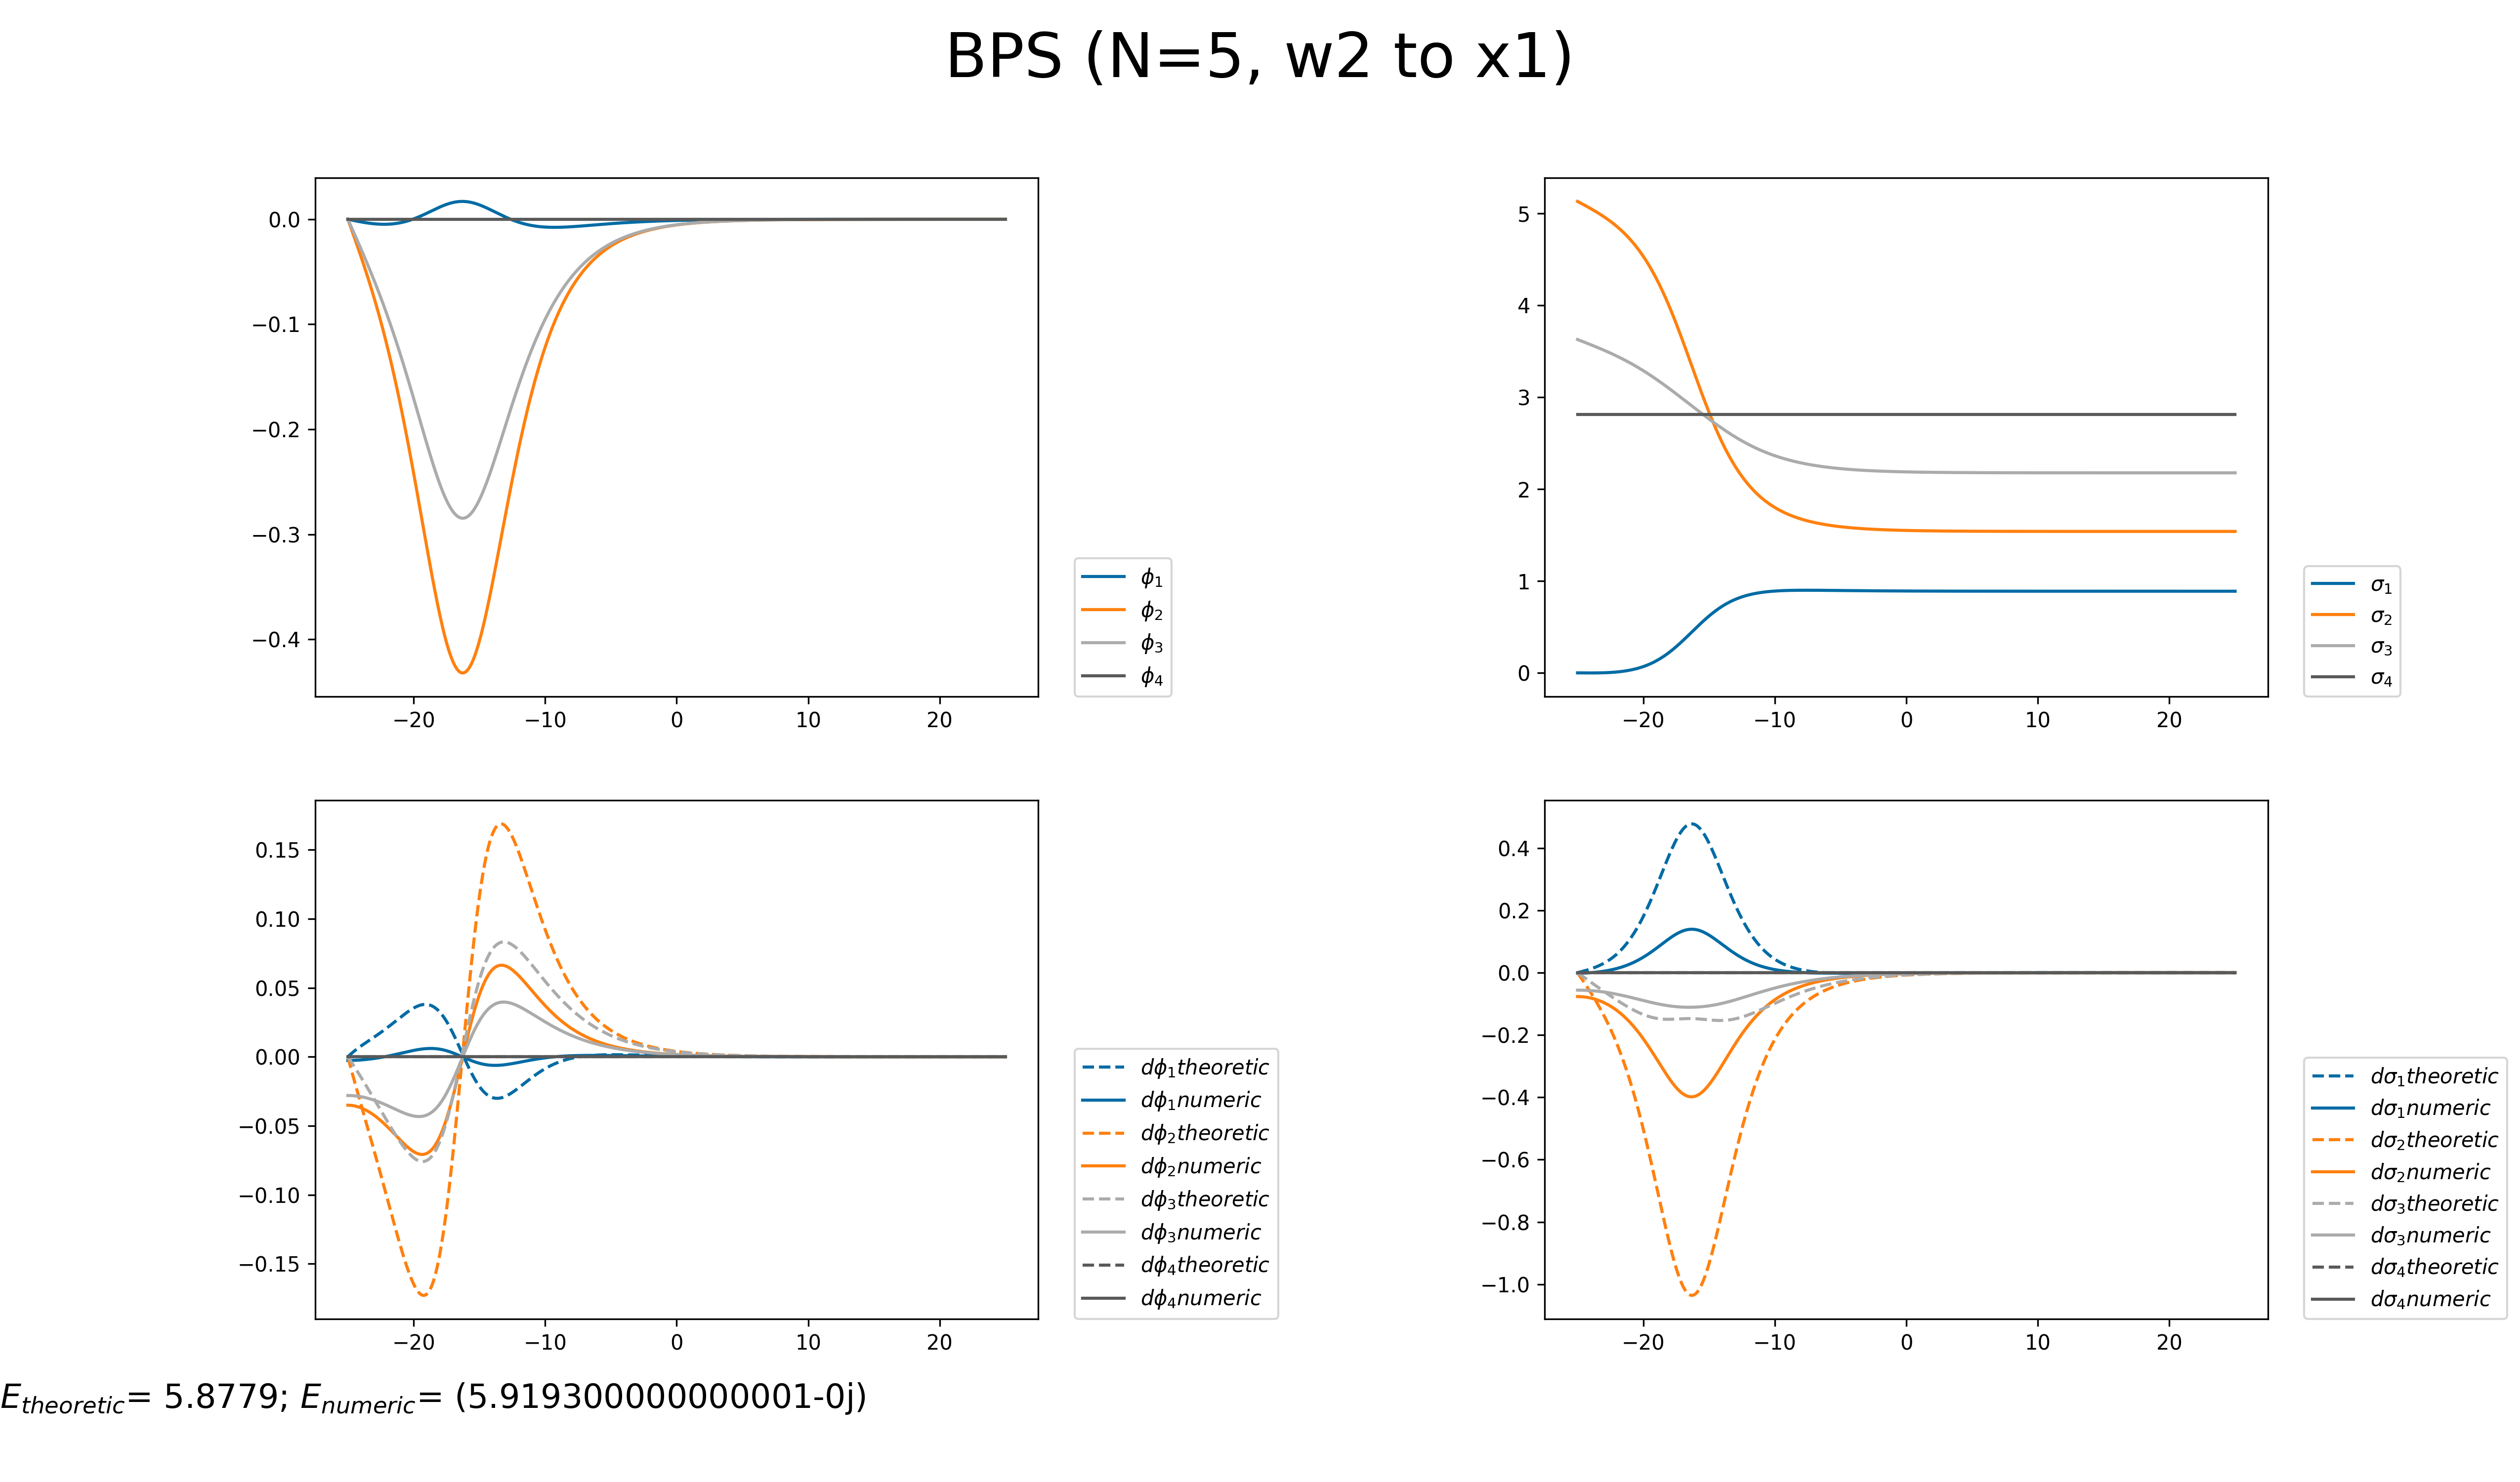 BPS (N=5, w2 to x1)
0.0
−0.1
−0.2
−0.3
−0.4
−20 −10 0 10 20
ϕ1
ϕ2
ϕ3
ϕ4
5
4
3
2
1
0
−20 −10 0 10 20
σ1
σ2
σ3
σ4
0.15
0.10
0.05
0.00
−0.05
−0.10
−0.15
−20 −10 0 10 20
dϕ1theoretic
dϕ1numeric
dϕ2theoretic
dϕ2numeric
dϕ3theoretic
dϕ3numeric
dϕ4theoretic
dϕ4numeric
0.4
0.2
0.0
−0.2
−0.4
−0.6
−0.8
−1.0
−20 −10 0 10 20
dσ1theoretic
dσ1numeric
dσ2theoretic
dσ2numeric
dσ3theoretic
dσ3numeric
dσ4theoretic
dσ4numeric
Etheoretic= 5.8779; Enumeric= (5.919300000000001-0j)